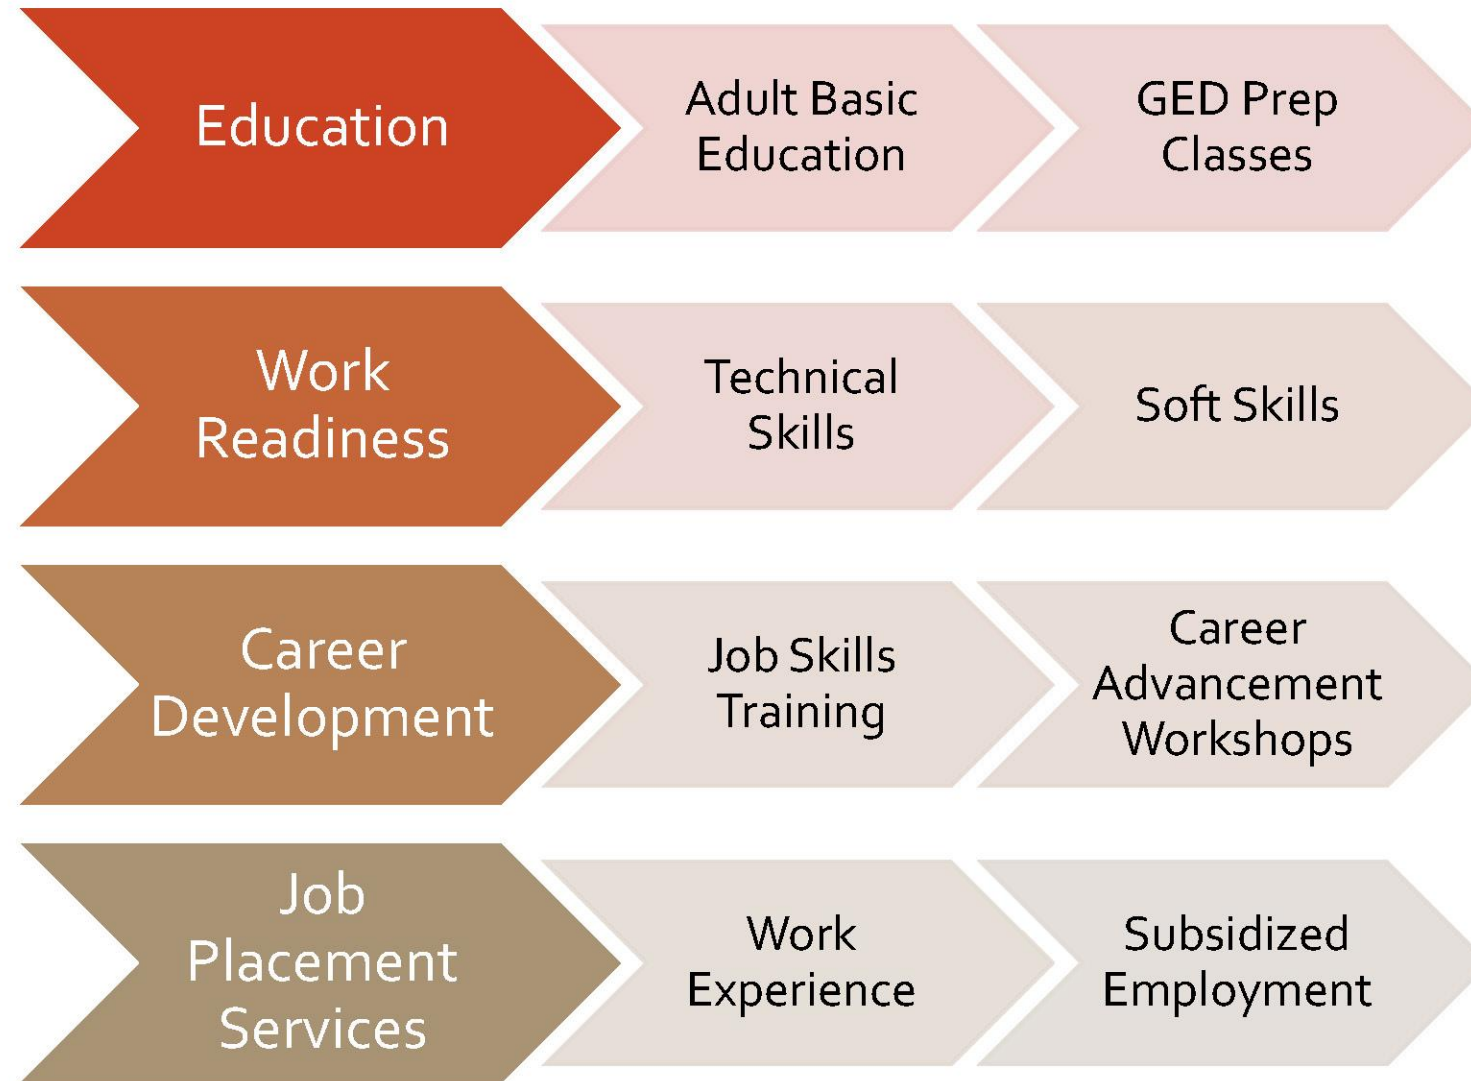 Education
Adult Basic
Education
GED Prep
Classes
Work
Readiness
Technical
Skills
Soft Skills
Career
Development
Job Skills
Training
Career
Advancement
Workshops
Job
Placement
Services
Work
Experience
Subsidized
Employment